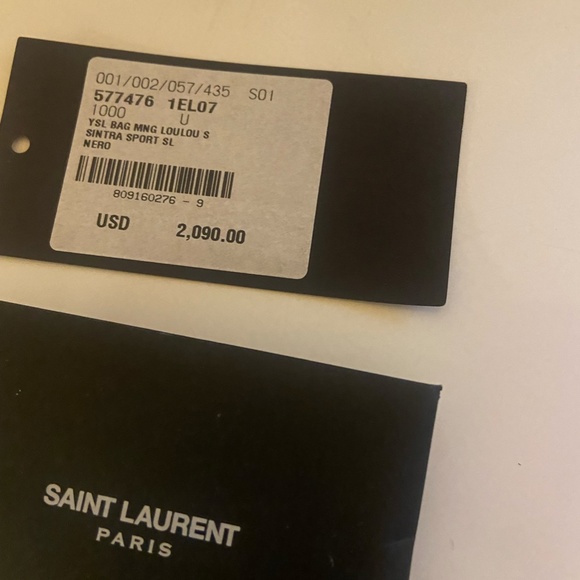 001/002/057/435 S01
577476 1EL07
1000 U
YSL BAG MNG LOULOU S
SINTRA SPORT SL
NERO
809160276 - 9
USD 2,090.00
SAINT LAURENT
PARIS